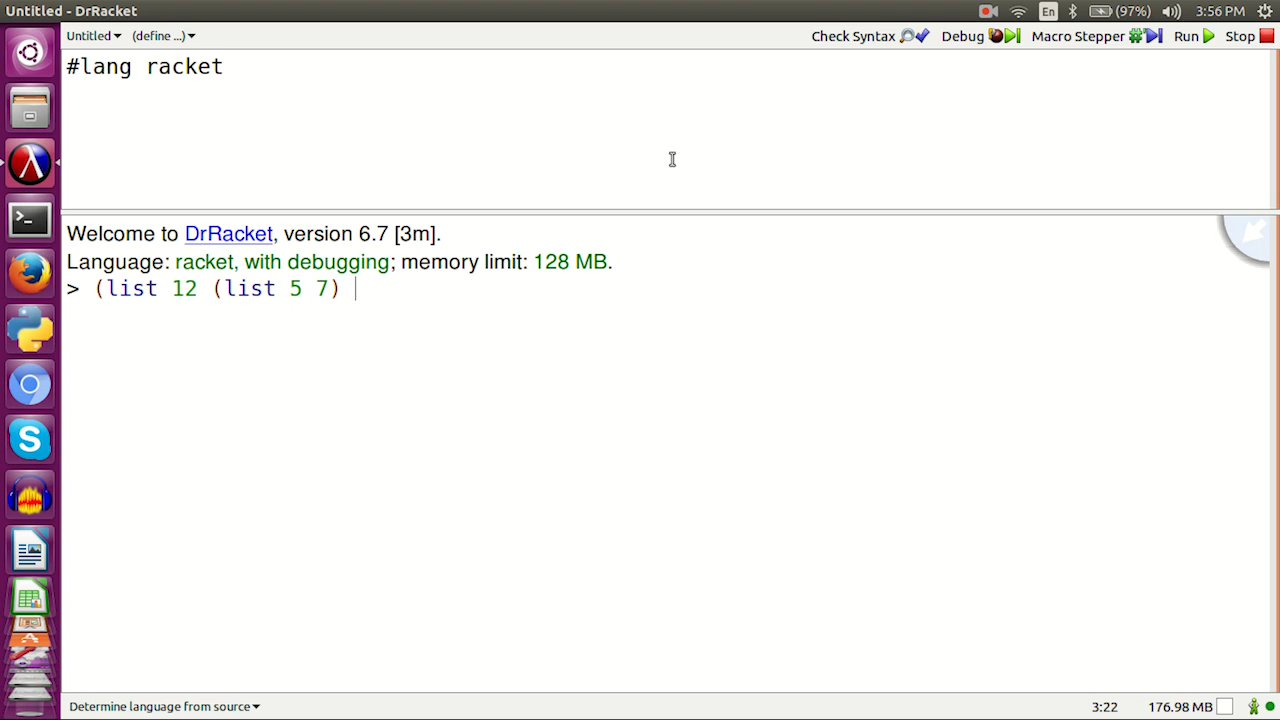 Untitled - DrRacket
En (97%) 3:56 PM
Untitled (define ...) Check Syntax Debug Macro Stepper Run Stop
#lang racket
Welcome to DrRacket, version 6.7 [3m].
Language: racket, with debugging; memory limit: 128 MB.
> (list 12 (list 5 7)
Determine language from source 3:22 176.98 MB